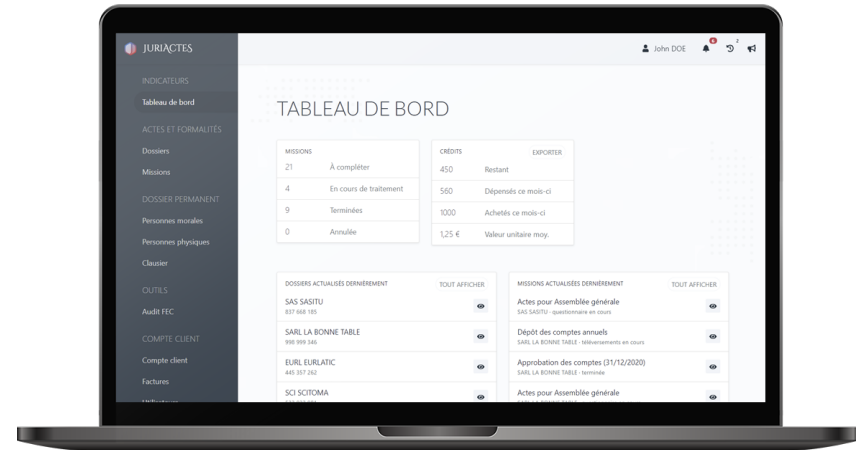 JURIACTES
John DOE
6
2
INDICATEURS
Tableau de bord
ACTES ET FORMALITÉS
Dossiers
Missions
DOSSIER PERMANENT
Personnes morales
Personnes physiques
Clausier
OUTILS
Audit FEC
COMPTE CLIENT
Compte client
Factures
Utilisateurs
TABLEAU DE BORD
MISSIONS
21 À compléter
4 En cours de traitement
9 Terminées
0 Annulée
CRÉDITS EXPORTER
450 Restant
560 Dépensés ce mois-ci
1000 Achetés ce mois-ci
1,25 € Valeur unitaire moy.
DOSSIERS ACTUALISÉS DERNIÈREMENT TOUT AFFICHER
SAS SASITU
837 668 185
SARL LA BONNE TABLE
998 999 346
EURL EURLATIC
445 357 262
SCI SCITOMA
MISSIONS ACTUALISÉES DERNIÈREMENT TOUT AFFICHER
Actes pour Assemblée générale
SAS SASITU - questionnaire en cours
Dépôt des comptes annuels
SARL LA BONNE TABLE - téléversements en cours
Approbation des comptes (31/12/2020)
SARL LA BONNE TABLE - terminée
Actes pour Assemblée générale